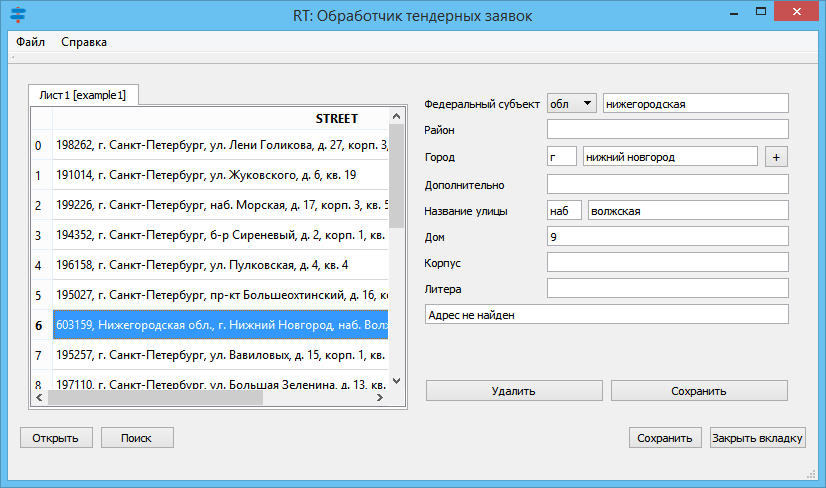 RT: Обработчик тендерных заявок
Файл Справка
Лист1 [example1]
STREET
0 198262, г. Санкт-Петербург, ул. Лени Голикова, д. 27, корп. 3,
1 191014, г. Санкт-Петербург, ул. Жуковского, д. 6, кв. 19
2 199226, г. Санкт-Петербург, наб. Морская, д. 17, корп. 3, кв. 5
3 194352, г. Санкт-Петербург, б-р Сиреневый, д. 2, корп. 1, кв.
4 196158, г. Санкт-Петербург, ул. Пулковская, д. 4, кв. 4
5 195027, г. Санкт-Петербург, пр-кт Большеохтинский, д. 16, к
6 603159, Нижегородская обл., г. Нижний Новгород, наб. Волж
7 195257, г. Санкт-Петербург, ул. Вавиловых, д. 15, корп. 1, кв.
8 197110, г. Санкт-Петербург, ул. Большая Зеленина, д. 13, кв.
Федеральный субъект обл нижегородская
Район
Город г нижний новгород +
Дополнительно
Название улицы наб волжская
Дом 9
Корпус
Литера
Адрес не найден
Удалить Сохранить
Открыть Поиск Сохранить Закрыть вкладку